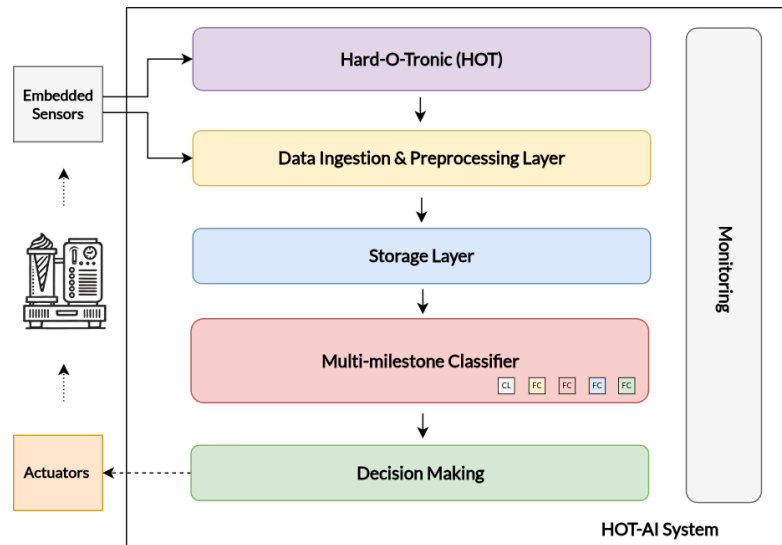 Hard-O-Tronic (HOT)
Embedded
Sensors
Data Ingestion & Preprocessing Layer
Storage Layer
Monitoring
Multi-milestone Classifier
CL FC FC FC FC
Actuators
Decision Making
HOT-AI System